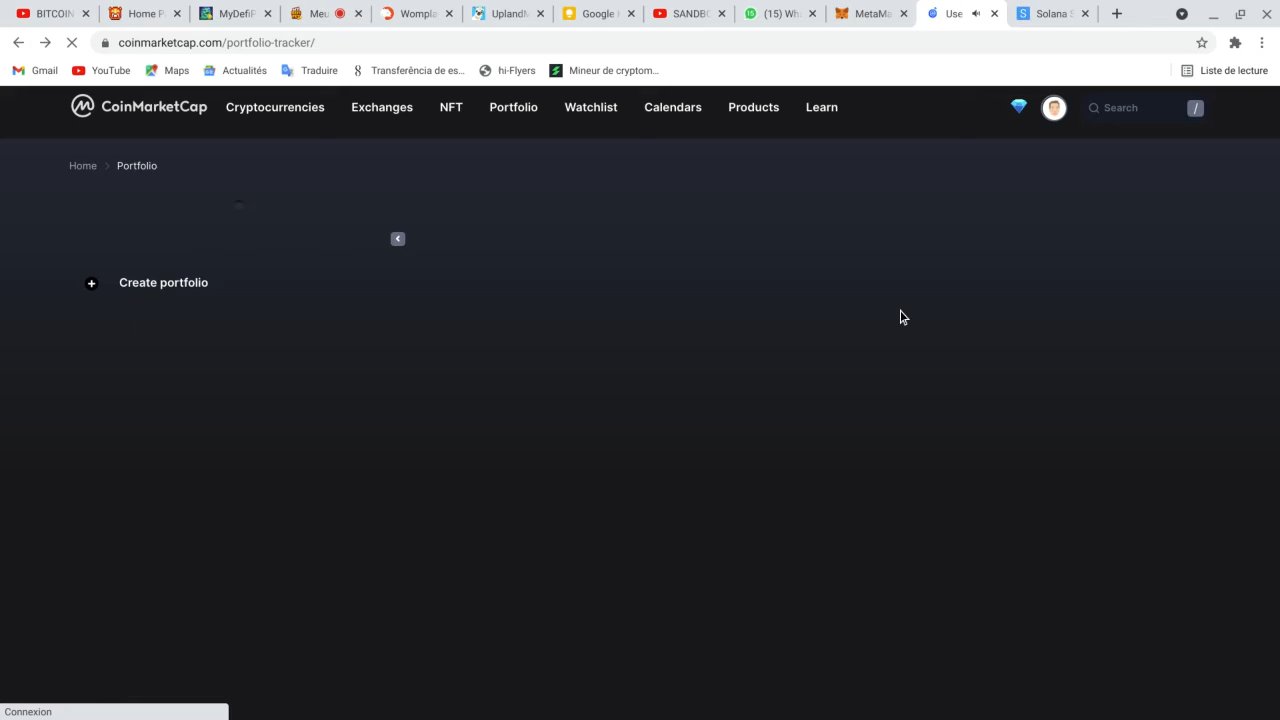 BITCOIN
Home P
MyDefiP
Meu
Wompla
Upland
Google
SANDBO
(15) Wh
MetaMa
Use
Solana S
coinmarketcap.com/portfolio-tracker/
Gmail
YouTube
Maps
Actualités
Traduire
Transferência de es...
hi-Flyers
Mineur de cryptom...
Liste de lecture
CoinMarketCap
Cryptocurrencies
Exchanges
NFT
Portfolio
Watchlist
Calendars
Products
Learn
Search
/
Home
Portfolio
Create portfolio
Connexion